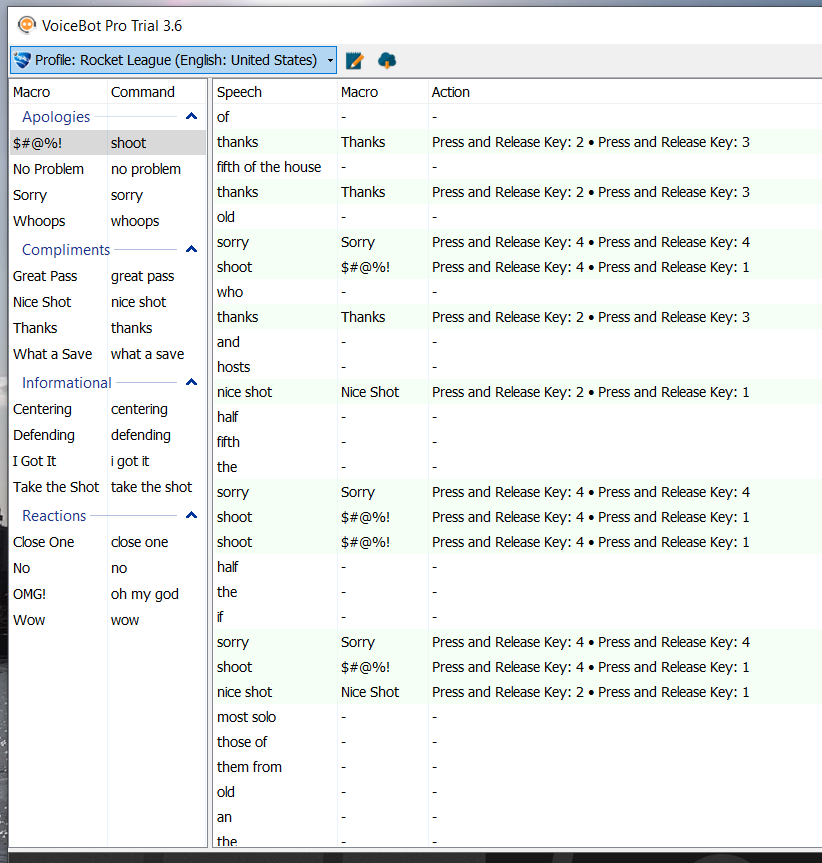 VoiceBot Pro Trial 3.6
Profile: Rocket League (English: United States)
Macro Command
Apologies
$#@%! shoot
No Problem no problem
Sorry sorry
Whoops whoops
Compliments
Great Pass great pass
Nice Shot nice shot
Thanks thanks
What a Save what a save
Informational
Centering centering
Defending defending
I Got It i got it
Take the Shot take the shot
Reactions
Close One close one
No no
OMG! oh my god
Wow wow
Speech Macro Action
of - -
thanks Thanks Press and Release Key: 2 • Press and Release Key: 3
fifth of the house - -
thanks Thanks Press and Release Key: 2 • Press and Release Key: 3
old - -
sorry Sorry Press and Release Key: 4 • Press and Release Key: 4
shoot $#@%! Press and Release Key: 4 • Press and Release Key: 1
who - -
thanks Thanks Press and Release Key: 2 • Press and Release Key: 3
and - -
hosts - -
nice shot Nice Shot Press and Release Key: 2 • Press and Release Key: 1
half - -
fifth - -
the - -
sorry Sorry Press and Release Key: 4 • Press and Release Key: 4
shoot $#@%! Press and Release Key: 4 • Press and Release Key: 1
shoot $#@%! Press and Release Key: 4 • Press and Release Key: 1
half - -
the - -
if - -
sorry Sorry Press and Release Key: 4 • Press and Release Key: 4
shoot $#@%! Press and Release Key: 4 • Press and Release Key: 1
nice shot Nice Shot Press and Release Key: 2 • Press and Release Key: 1
most solo - -
those of - -
them from - -
old - -
an - -
the - -